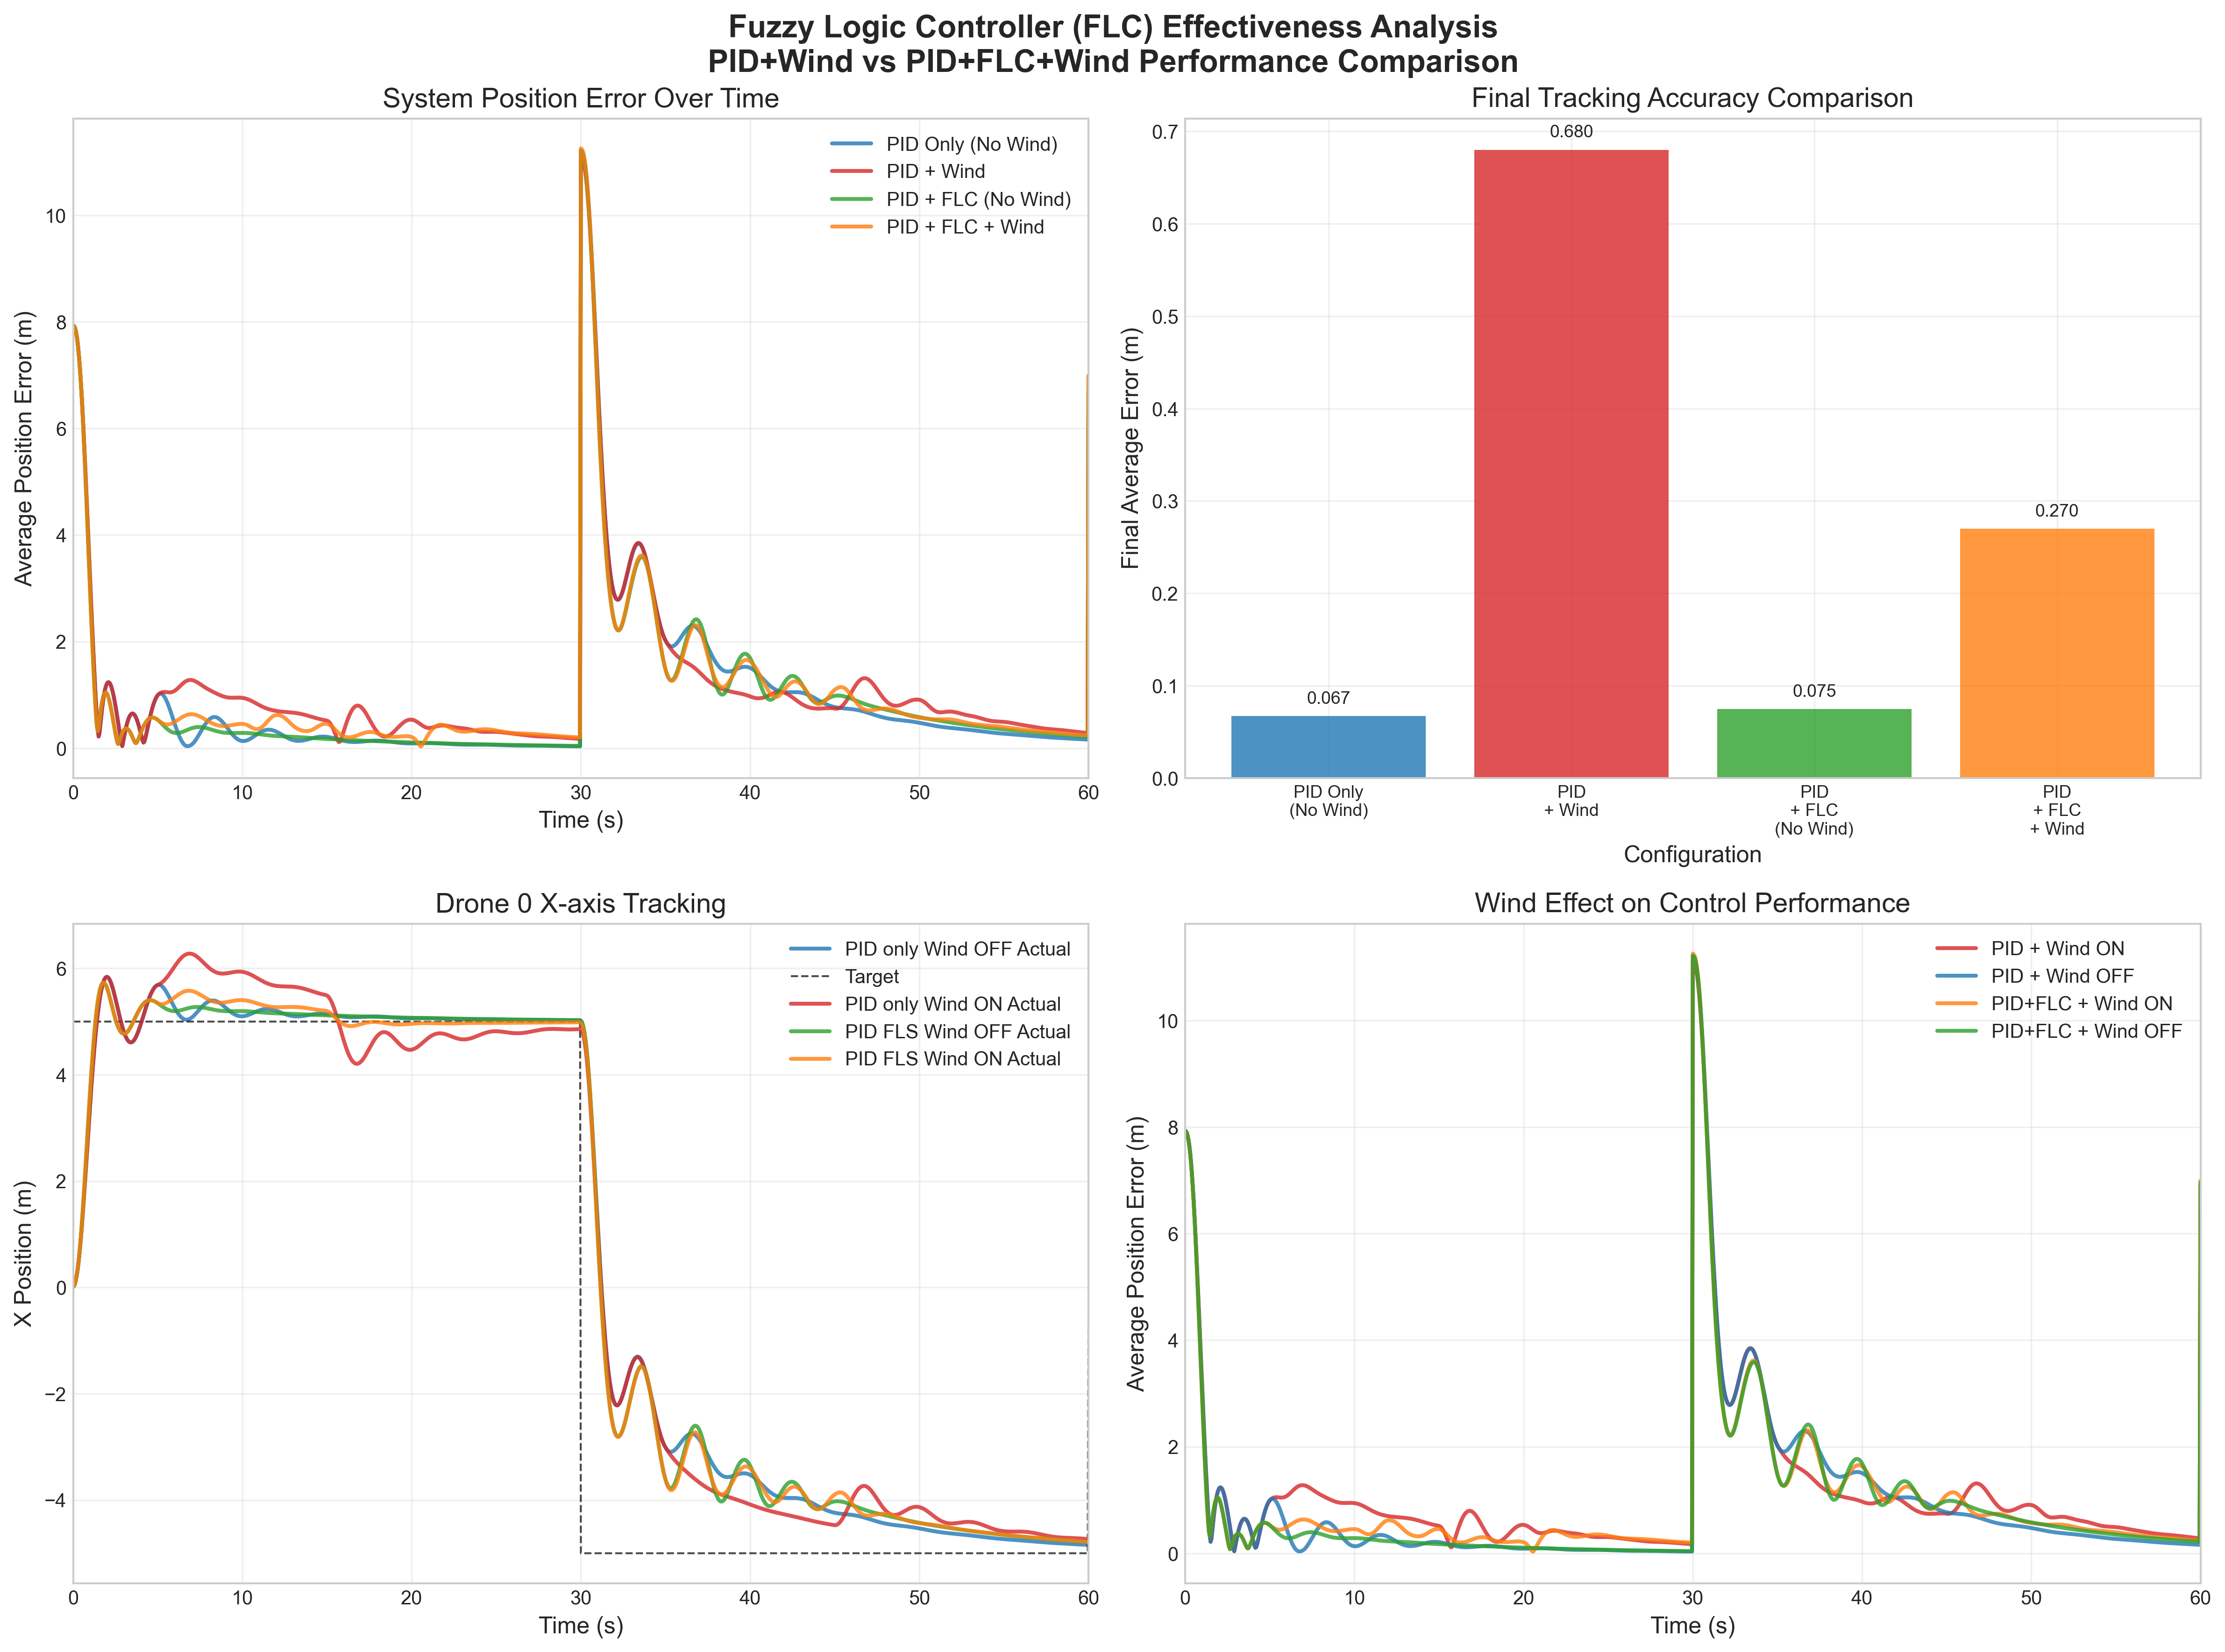 Fuzzy Logic Controller (FLC) Effectiveness Analysis
PID+Wind vs PID+FLC+Wind Performance Comparison
System Position Error Over Time
Average Position Error (m)
10
8
6
4
2
0
0 10 20 30 40 50 60
Time (s)
PID Only (No Wind)
PID + Wind
PID + FLC (No Wind)
PID + FLC + Wind
Final Tracking Accuracy Comparison
Final Average Error (m)
0.7
0.6
0.5
0.4
0.3
0.2
0.1
0.0
0.067
0.680
0.075
0.270
PID Only
(No Wind)
PID
+ Wind
PID
+ FLC
(No Wind)
PID
+ FLC
+ Wind
Configuration
Drone 0 X-axis Tracking
X Position (m)
6
4
2
0
−2
−4
0 10 20 30 40 50 60
Time (s)
PID only Wind OFF Actual
Target
PID only Wind ON Actual
PID FLS Wind OFF Actual
PID FLS Wind ON Actual
Wind Effect on Control Performance
Average Position Error (m)
10
8
6
4
2
0
0 10 20 30 40 50 60
Time (s)
PID + Wind ON
PID + Wind OFF
PID+FLC + Wind ON
PID+FLC + Wind OFF